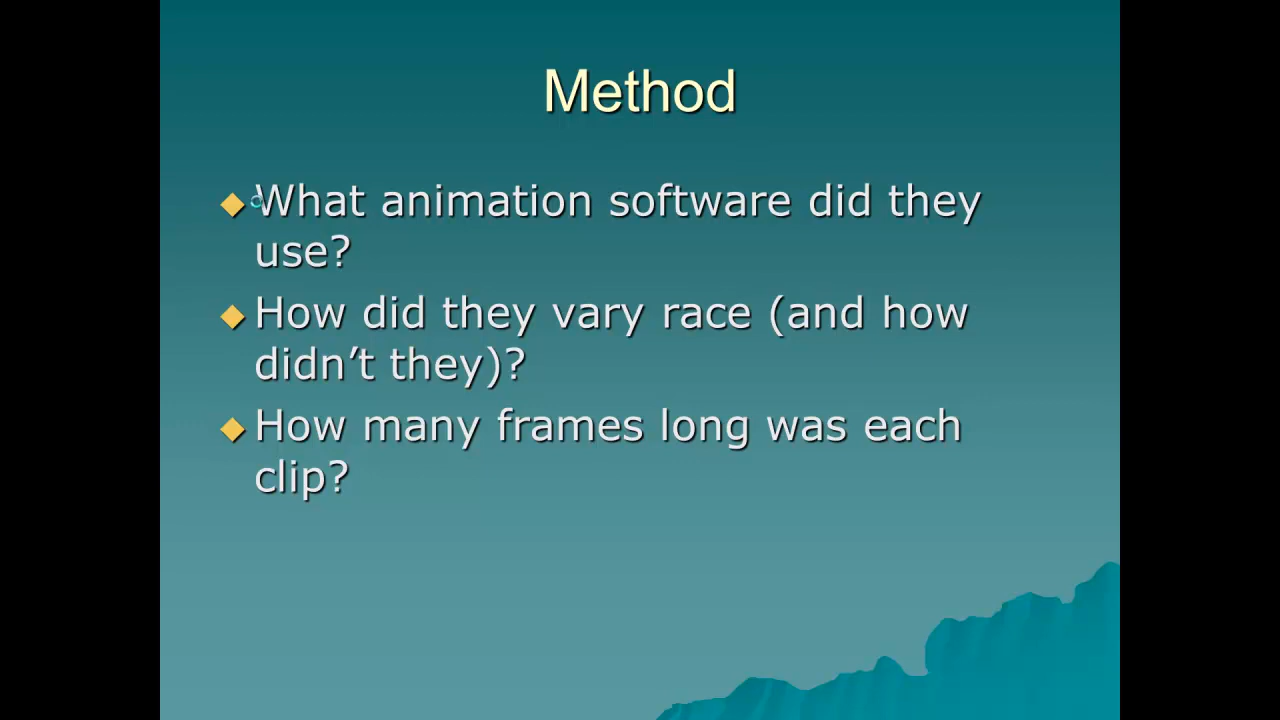 Method
What animation software did they
use?
How did they vary race (and how
didn’t they)?
How many frames long was each
clip?